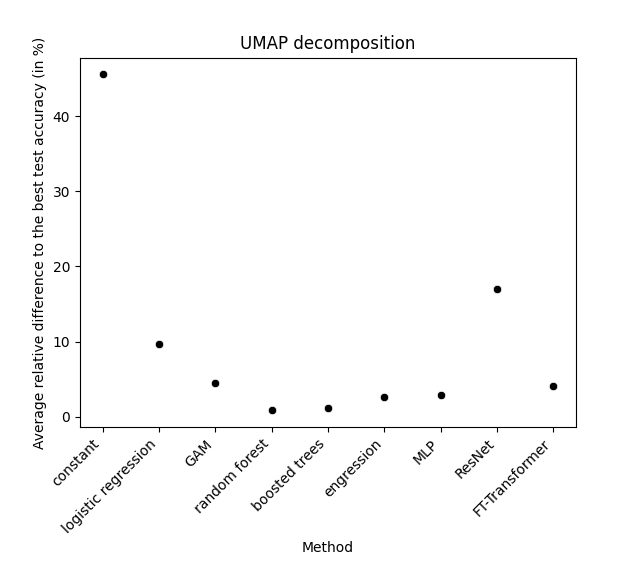 UMAP decomposition
Average relative difference to the best test accuracy (in %)
40
30
20
10
0
constant
logistic regression
GAM
random forest
boosted trees
engression
MLP
ResNet
FT-Transformer
Method